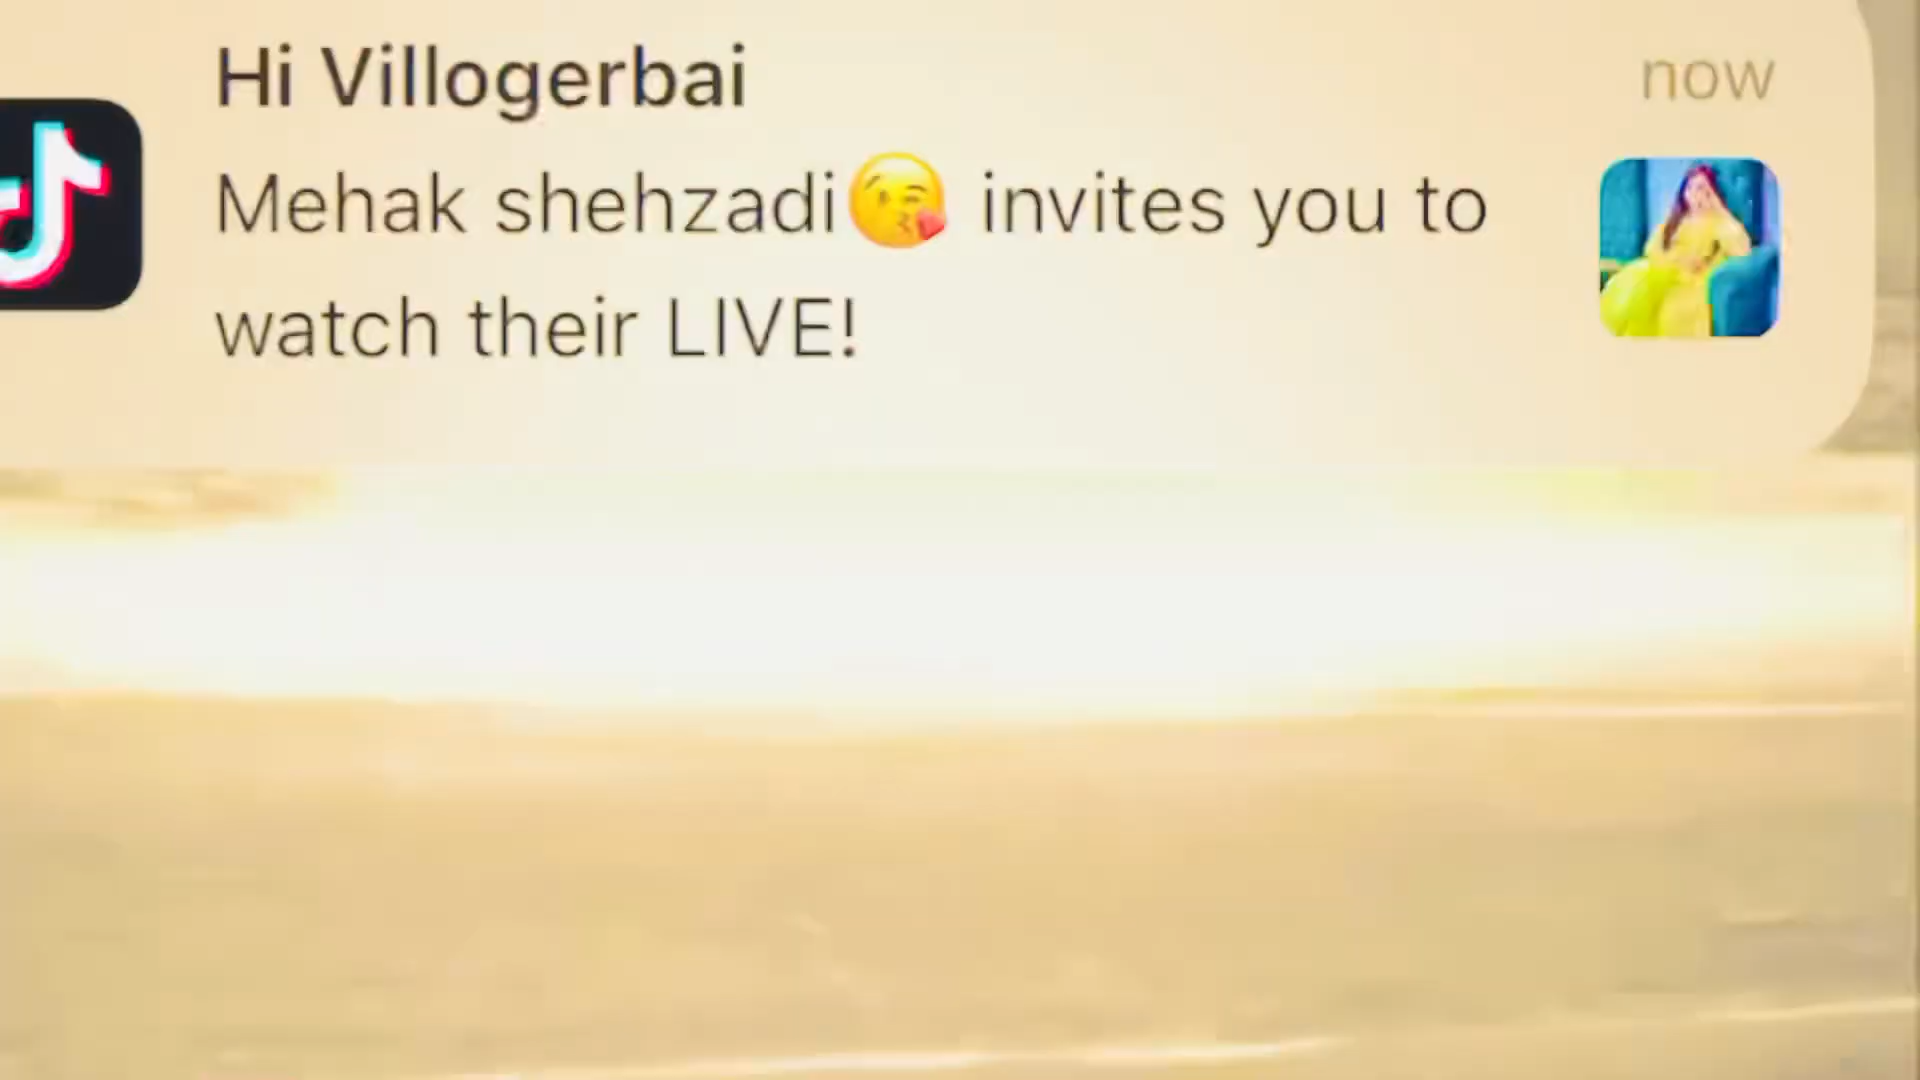 Hi Villogerbai
now
Mehak shehzadi😘 invites you to
watch their LIVE!